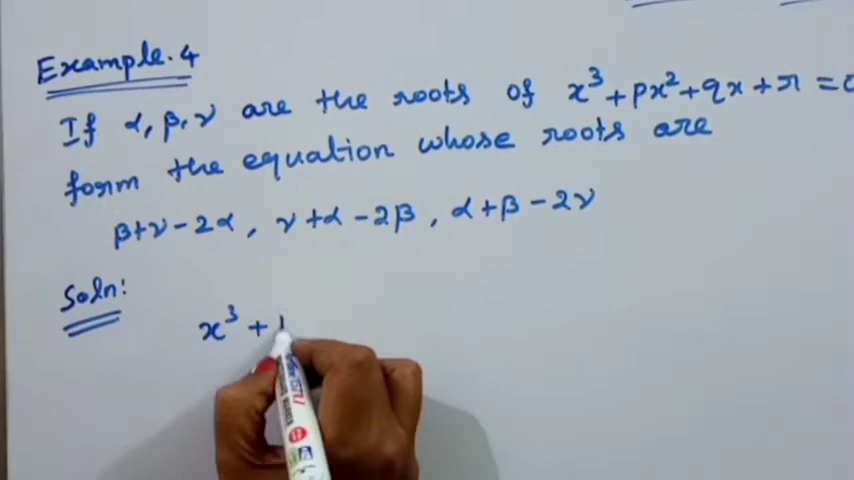 Example.4
If α, β, γ are the roots of x³+px²+qx+r=0
form the equation whose roots are
β+γ-2α, γ+α-2β, α+β-2γ
Soln:
x³+